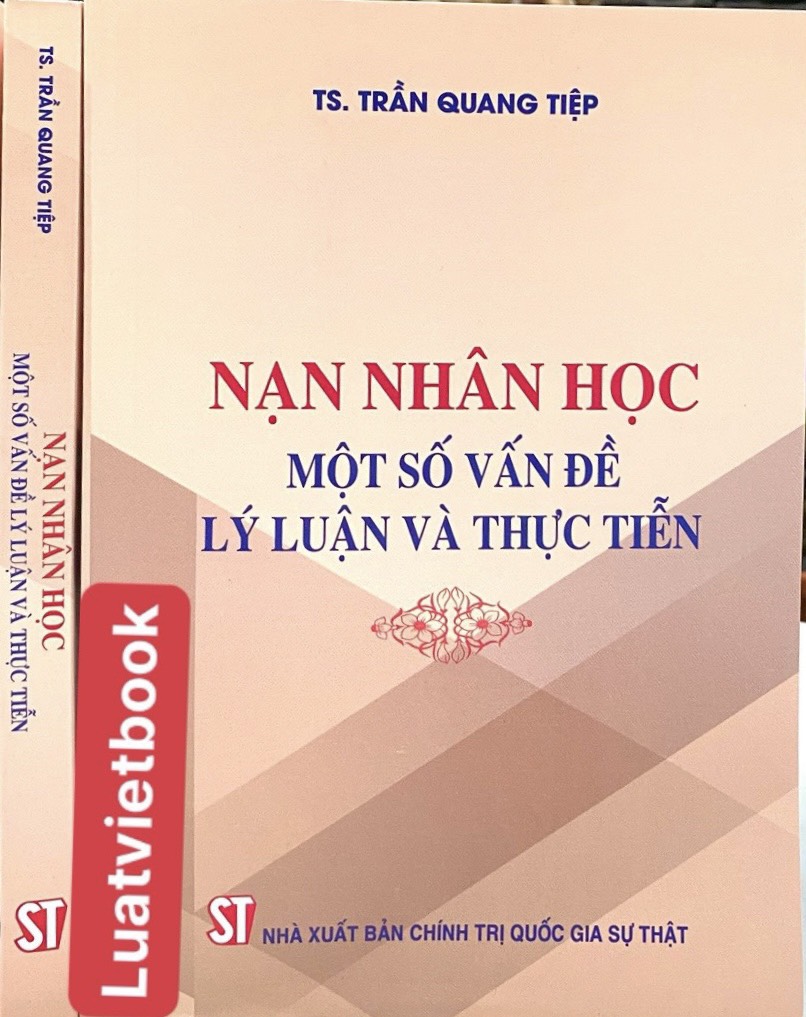 TS. TRẦN QUANG TIỆP
NẠN NHÂN HỌC
MỘT SỐ VẤN ĐỀ LÝ LUẬN VÀ THỰC TIỄN
ST
TS. TRẦN QUANG TIỆP
NẠN NHÂN HỌC
MỘT SỐ VẤN ĐỀ
LÝ LUẬN VÀ THỰC TIỄN
ST NHÀ XUẤT BẢN CHÍNH TRỊ QUỐC GIA SỰ THẬT
Luatvietbook